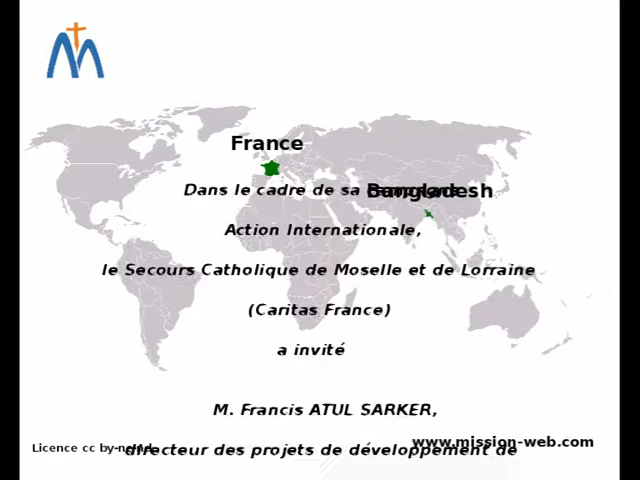 France
Dans le cadre de sa
Bangladesh
Action Internationale,
le Secours Catholique de Moselle et de Lorraine
(Caritas France)
a invité
M. Francis ATUL SARKER,
www.mission-web.com
Licence cc
directeur des projets de développement de